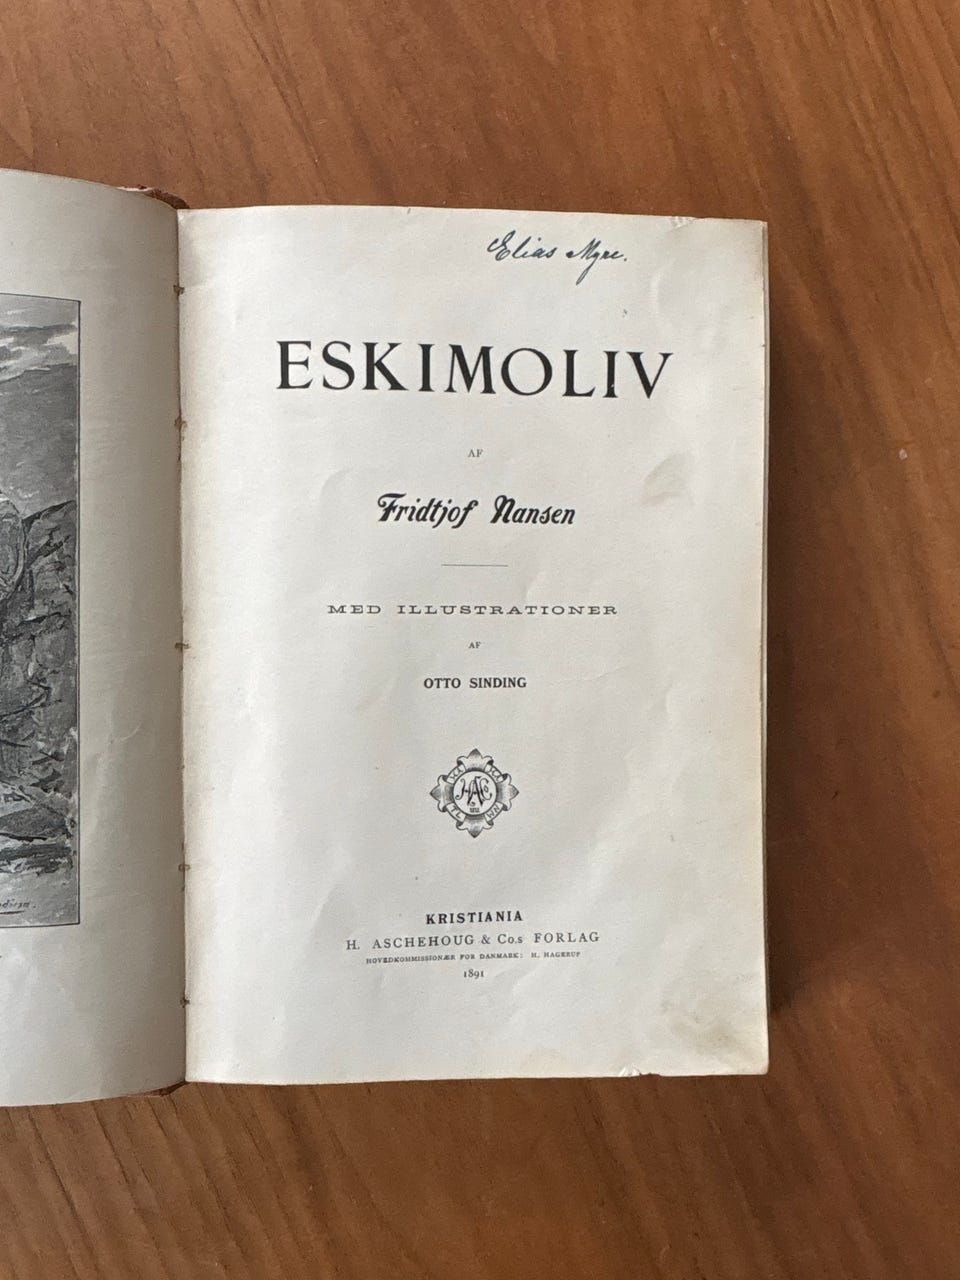 Elias Myre.
ESKIMOLIV
AF
Fridtjof Nansen
MED ILLUSTRATIONER
AF
OTTO SINDING
KRISTIANIA
H. ASCHEHOUG & Co.s FORLAG
HOVEDKOMMISSIONÆR FOR DANMARK: H. HAGERUP
1891